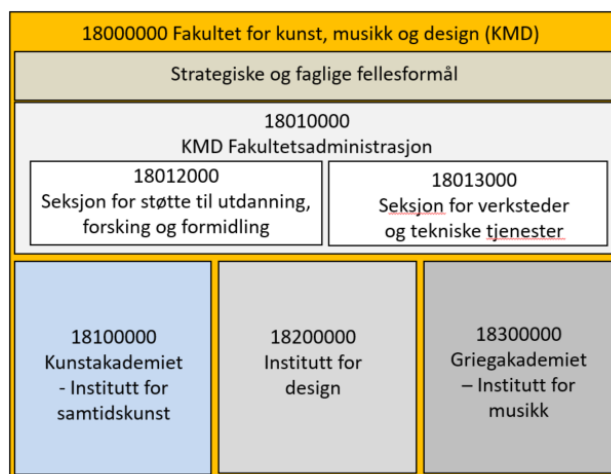 18000000 Fakultet for kunst, musikk og design (KMD)
Strategiske og faglige fellesformål
18010000
KMD Fakultetsadministrasjon
18012000
Seksjon for støtte til utdanning,
forsking og formidling
18013000
Seksjon for verksteder
og tekniske tjenester
18100000
Kunstakademiet
- Institutt for
samtidskunst
18200000
Institutt for
design
18300000
Griegakademiet
– Institutt for
musikk